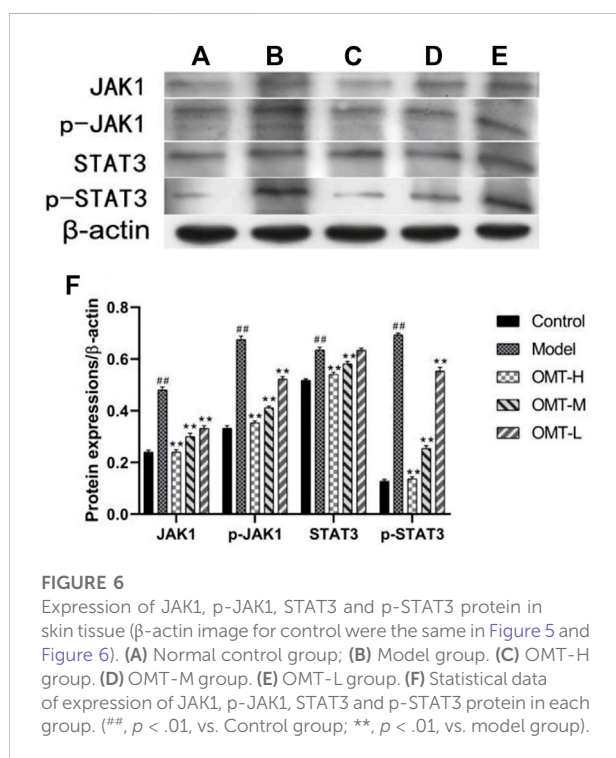 A B C D E
JAK1
p-JAK1
STAT3
p-STAT3
β-actin
F
Protein expressions/β-actin
0.8
0.6
0.4
0.2
0.0
## ** ** **
## ** ** **
## ** **
## ** ** **
JAK1 p-JAK1 STAT3 p-STAT3
Control
Model
OMT-H
OMT-M
OMT-L
FIGURE 6
Expression of JAK1, p-JAK1, STAT3 and p-STAT3 protein in
skin tissue (β-actin image for control were the same in Figure 5 and
Figure 6). (A) Normal control group; (B) Model group. (C) OMT-H
group. (D) OMT-M group. (E) OMT-L group. (F) Statistical data
of expression of JAK1, p-JAK1, STAT3 and p-STAT3 protein in each
group. (##, p < .01, vs. Control group; **, p < .01, vs. model group).